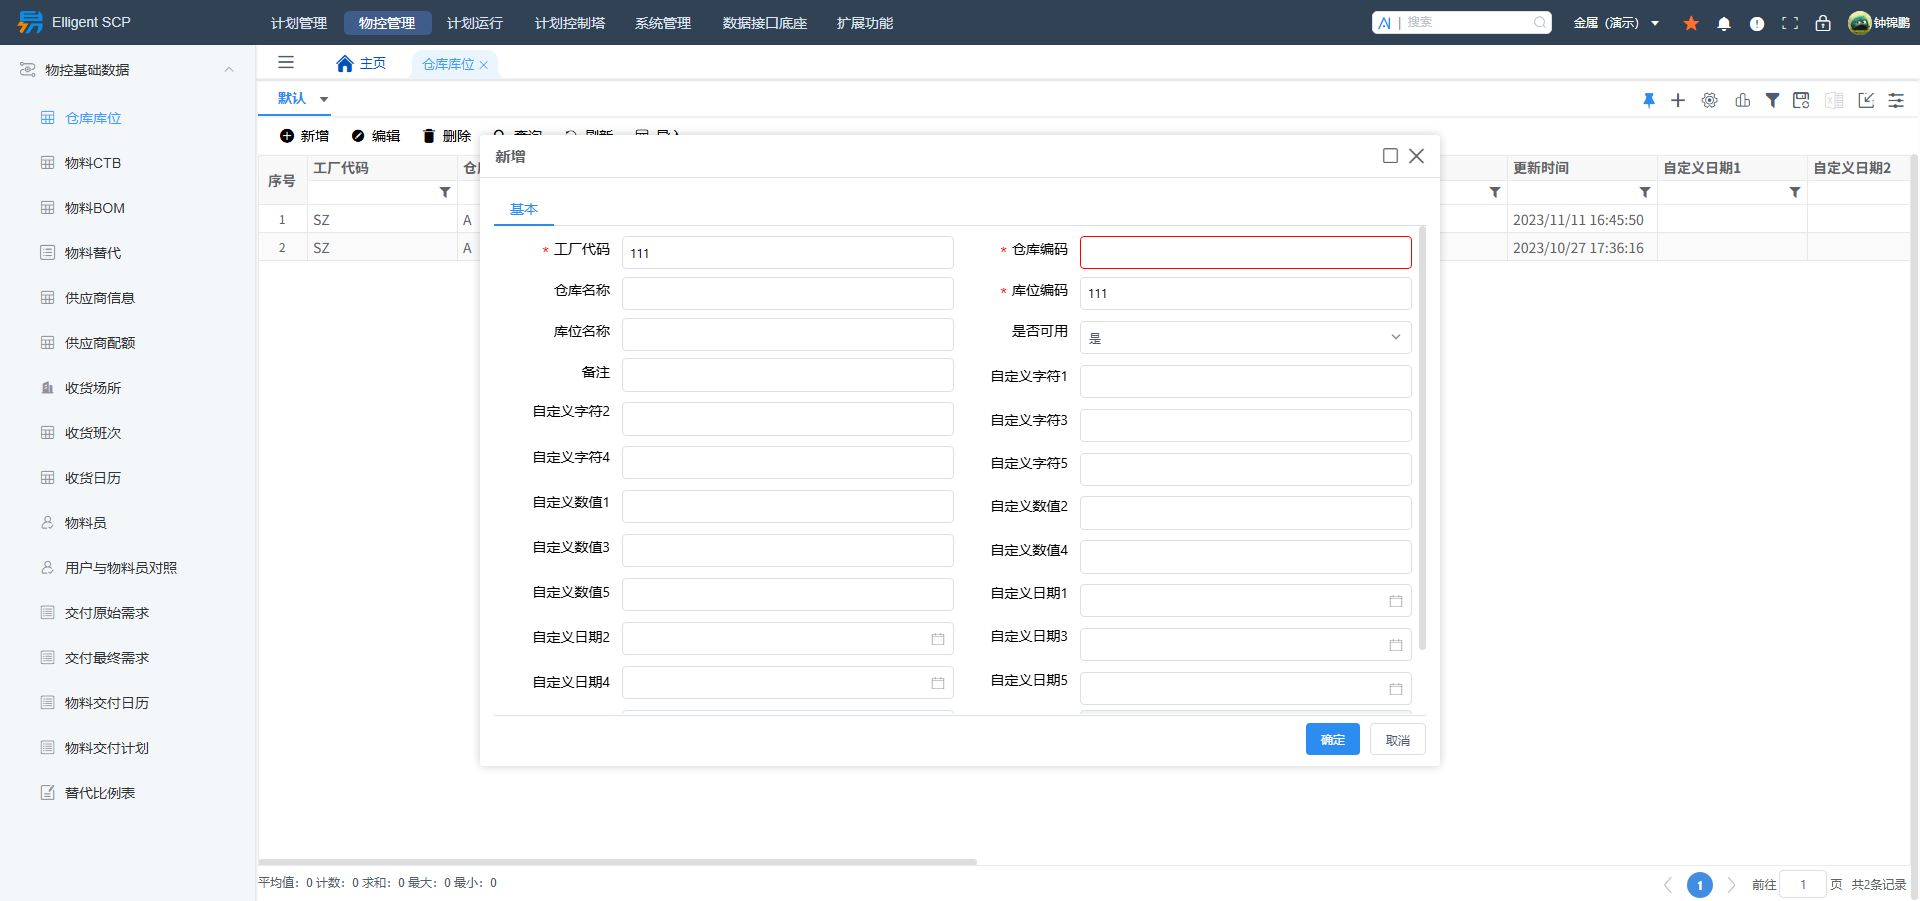 Elligent SCP
计划管理 物控管理 计划运行 计划控制塔 系统管理 数据接口底座 扩展功能
搜索
金属（演示）
钟锦鹏
物控基础数据
仓库库位
物料CTB
物料BOM
物料替代
供应商信息
供应商配额
收货场所
收货班次
收货日历
物料员
用户与物料员对照
交付原始需求
交付最终需求
物料交付日历
物料交付计划
替代比例表
主页 仓库库位
默认
新增 编辑 删除 查询 刷新 导入
序号 工厂代码 更新时间 自定义日期1 自定义日期2
1 SZ A 2023/11/11 16:45:50
2 SZ A 2023/10/27 17:36:16
新增
基本
* 工厂代码 111 * 仓库编码
仓库名称 * 库位编码 111
库位名称 是否可用 是
备注 自定义字符1
自定义字符2 自定义字符3
自定义字符4 自定义字符5
自定义数值1 自定义数值2
自定义数值3 自定义数值4
自定义数值5 自定义日期1
自定义日期2 自定义日期3
自定义日期4 自定义日期5
确定 取消
平均值：0 计数：0 求和：0 最大：0 最小：0
1 前往 1 页 共2条记录